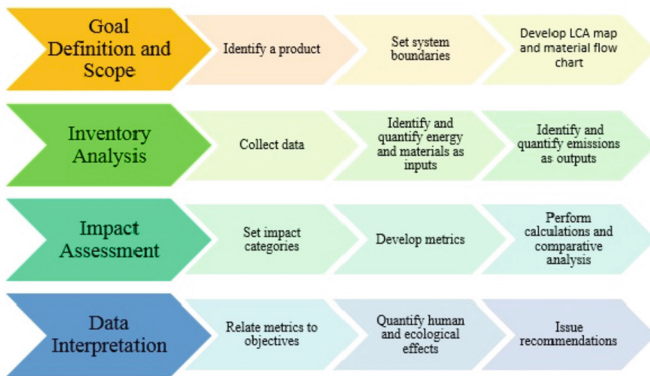 Goal
Definition and
Scope
Identify a product
Set system
boundaries
Develop LCA map
and material flow
chart
Inventory
Analysis
Collect data
Identify and
quantify energy
and materials as
inputs
Identify and
quantify emissions
as outputs
Impact
Assessment
Set impact
categories
Develop metrics
Perform
calculations and
comparative
analysis
Data
Interpretation
Relate metrics to
objectives
Quantify human
and ecological
effects
Issue
recommendations